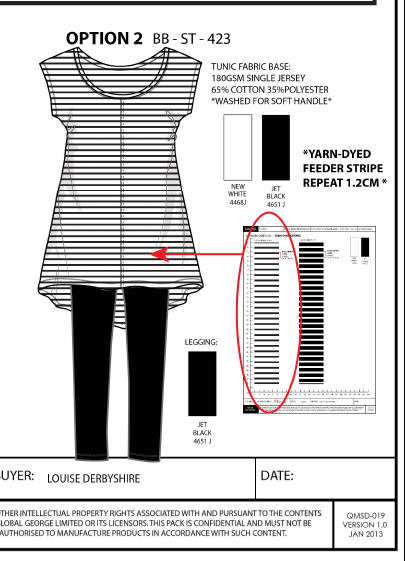 OPTION 2 BB - ST - 423
TUNIC FABRIC BASE:
180GSM SINGLE JERSEY
65% COTTON 35%POLYESTER
*WASHED FOR SOFT HANDLE*
*YARN-DYED
FEEDER STRIPE
REPEAT 1.2CM *
NEW
WHITE
4468J
JET
BLACK
4651 J
LEGGING:
JET
BLACK
4651 J
UYER: LOUISE DERBYSHIRE
DATE:
THER INTELLECTUAL PROPERTY RIGHTS ASSOCIATED WITH AND PURSUANT TO THE CONTENTS
LOBAL GEORGE LIMITED OR ITS LICENSORS. THIS PACK IS CONFIDENTIAL AND MUST NOT BE
AUTHORISED TO MANUFACTURE PRODUCTS IN ACCORDANCE WITH SUCH CONTENT.
QMSD-019
VERSION 1.0
JAN 2013